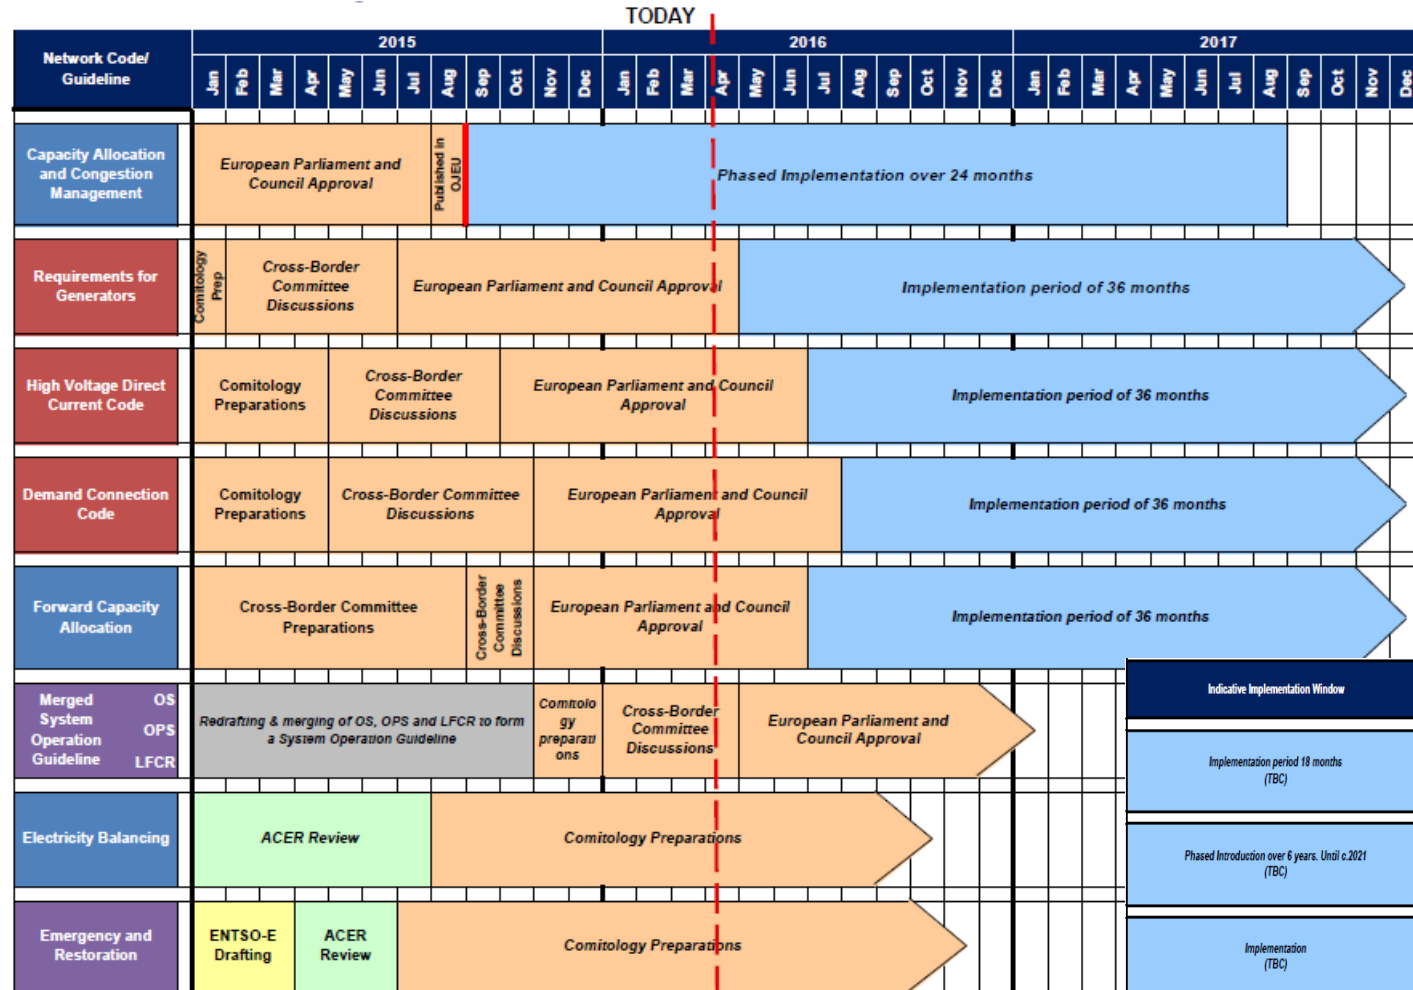 TODAY
Network Code/
Guideline
2015
2016
2017
Jan Feb Mar Apr May Jun Jul Aug Sep Oct Nov Dec Jan Feb Mar Apr May Jun Jul Aug Sep Oct Nov Dec Jan Feb Mar Apr May Jun Jul Aug Sep Oct Nov Dec
Capacity Allocation
and Congestion
Management
European Parliament and
Council Approval
Published in
OJEU
Phased Implementation over 24 months
Requirements for
Generators
Comitology
Prep
Cross-Border
Committee
Discussions
European Parliament and Council Approval
Implementation period of 36 months
High Voltage Direct
Current Code
Comitology
Preparations
Cross-Border
Committee
Discussions
European Parliament and Council
Approval
Implementation period of 36 months
Demand Connection
Code
Comitology
Preparations
Cross-Border Committee
Discussions
European Parliament and Council
Approval
Implementation period of 36 months
Forward Capacity
Allocation
Cross-Border Committee
Preparations
Cross-Border
Committee
Discussions
European Parliament and Council
Approval
Implementation period of 36 months
Merged
System
Operation
Guideline
OS
OPS
LFCR
Redrafting & merging of OS, OPS and LFCR to form
a System Operation Guideline
Comitolo
gy
preparati
ons
Cross-Border
Committee
Discussions
European Parliament and
Council Approval
Indicative Implementation Window
Implementation period 18 months
(TBC)
Electricity Balancing
ACER Review
Comitology Preparations
Phased Introduction over 6 years. Until c.2021
(TBC)
Emergency and
Restoration
ENTSO-E
Drafting
ACER
Review
Comitology Preparations
Implementation
(TBC)